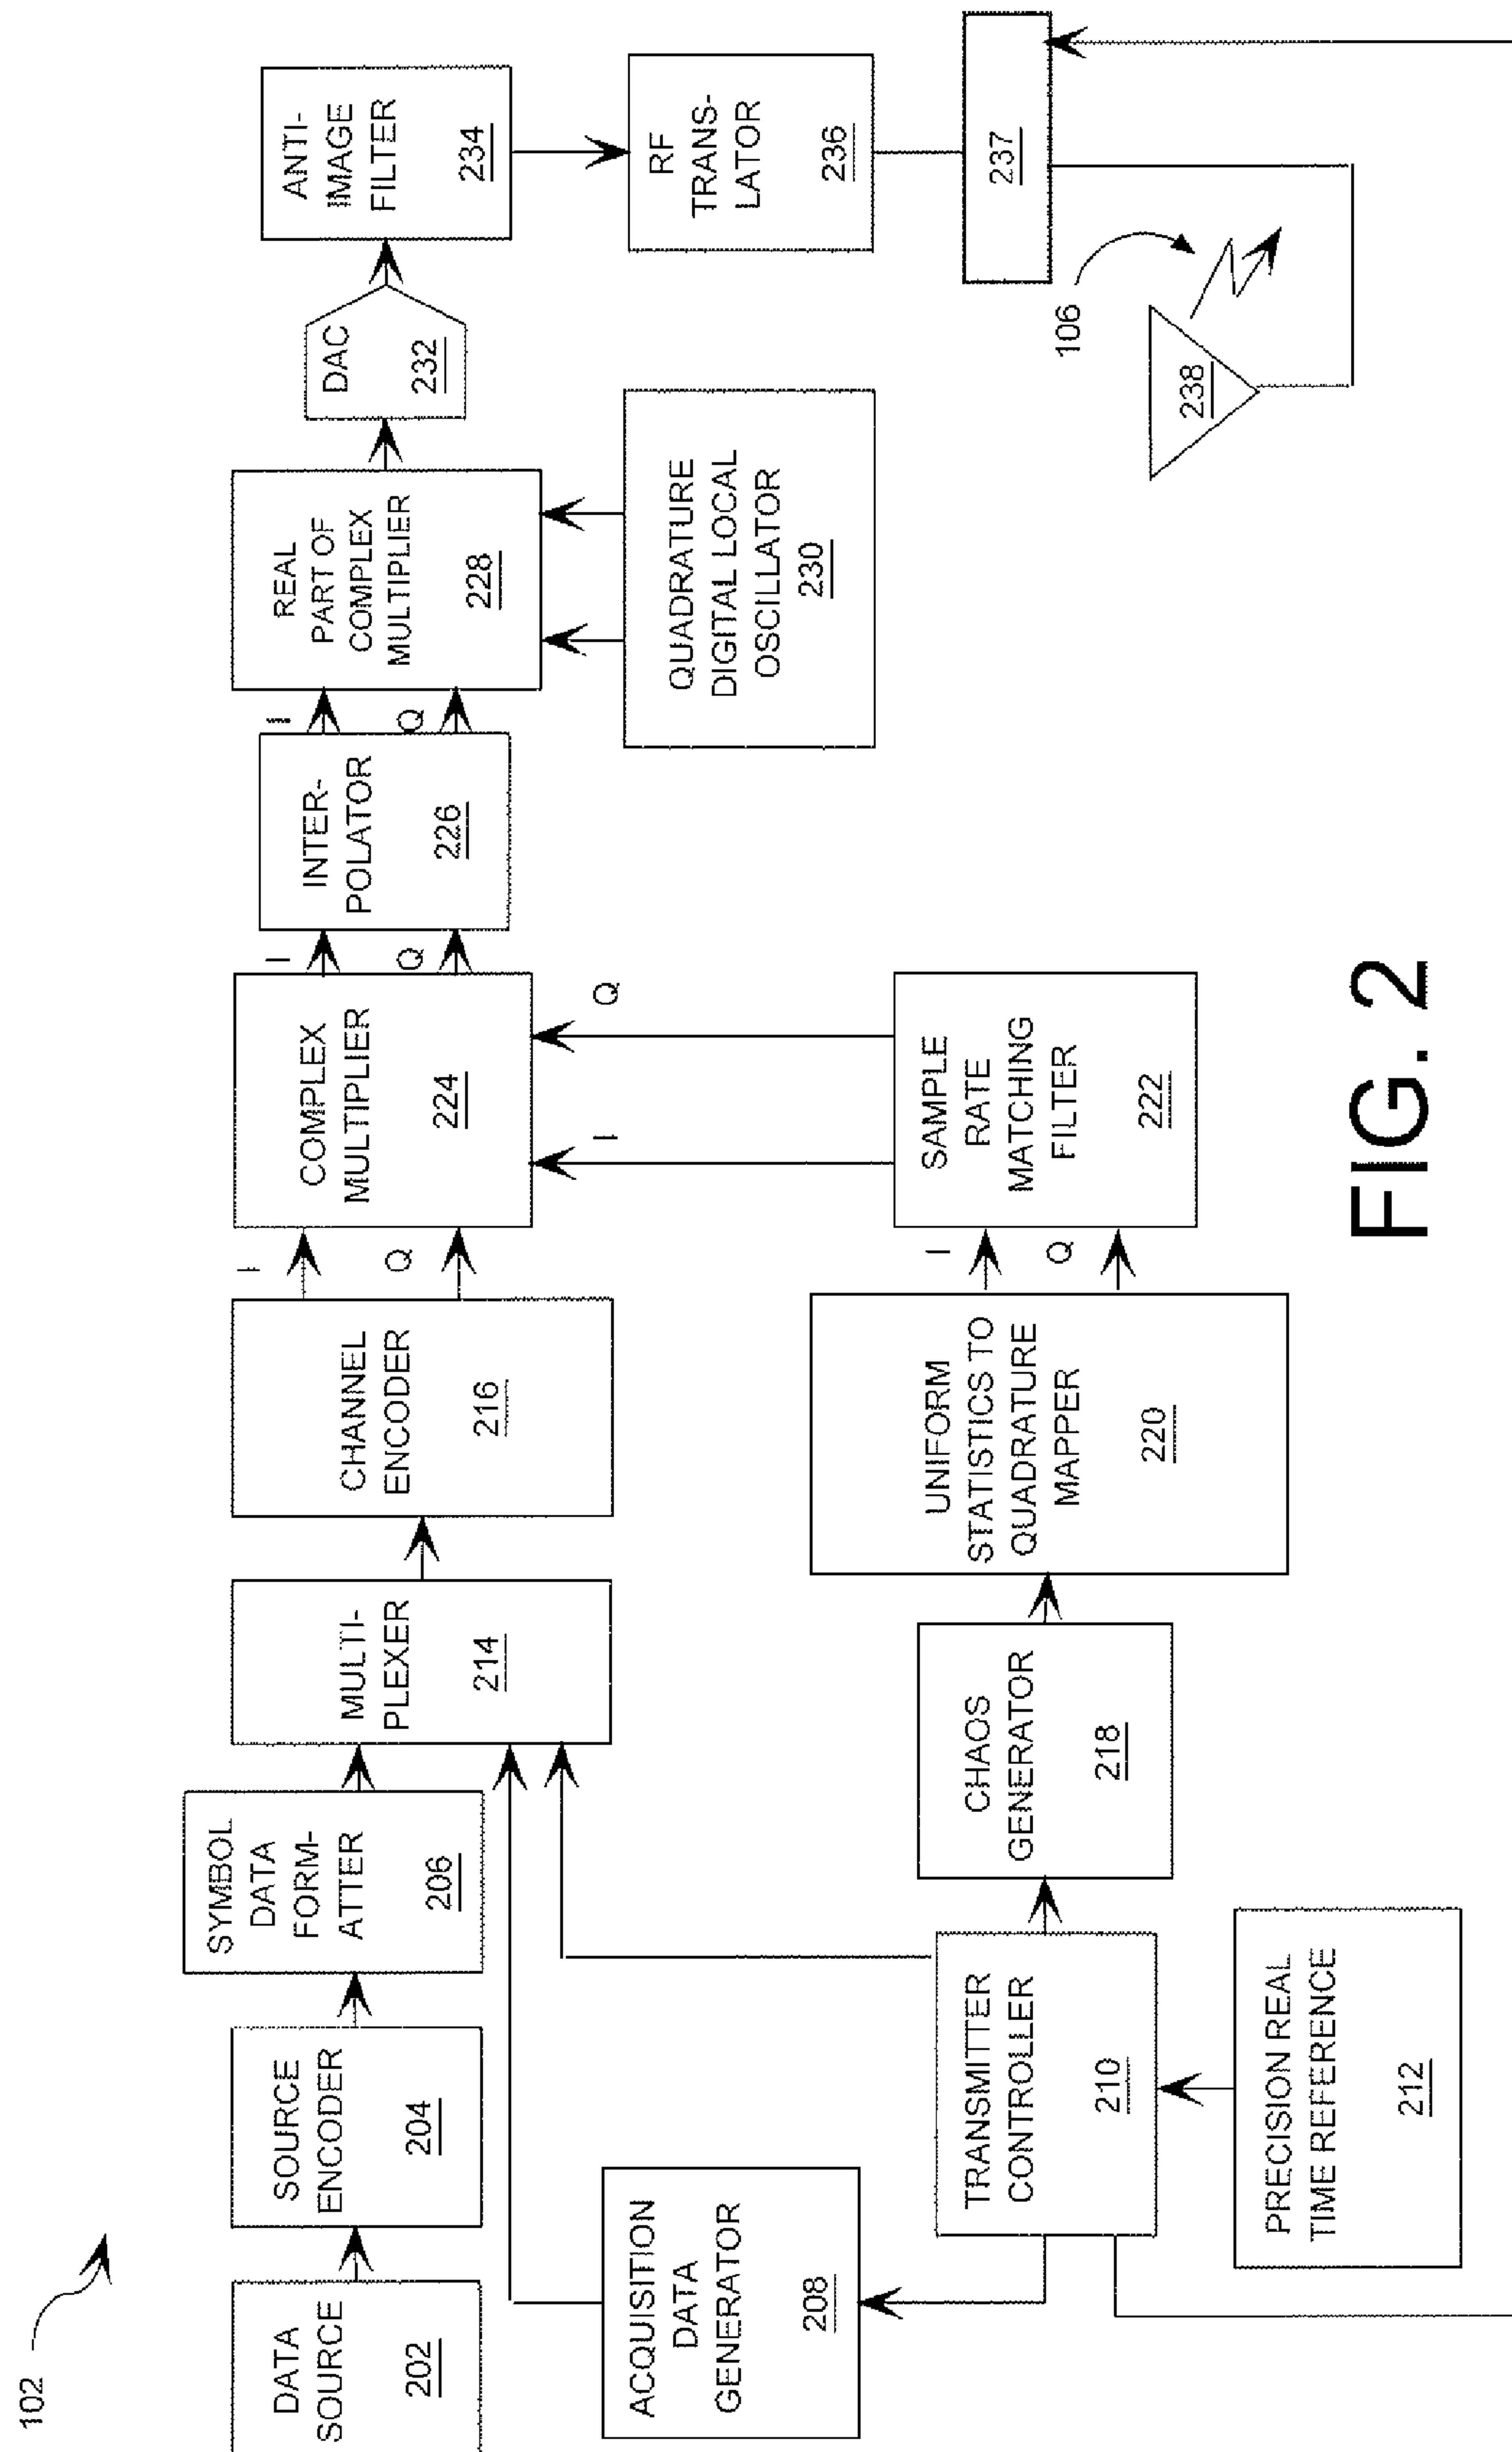 102
DATA
SOURCE
202
SOURCE
ENCODER
204
SYMBOL
DATA
FORM-
ATTER
206
MULTI-
PLEXER
214
CHANNEL
ENCODER
216
I
Q
COMPLEX
MULTIPLIER
224
I
Q
INTER-
POLATOR
226
I
Q
REAL
PART OF
COMPLEX
MULTIPLIER
228
DAC
232
ANTI-
IMAGE
FILTER
234
ACQUISITION
DATA
GENERATOR
208
I
Q
QUADRATURE
DIGITAL LOCAL
OSCILLATOR
230
RF
TRANS-
LATOR
236
TRANSMITTER
CONTROLLER
210
CHAOS
GENERATOR
218
UNIFORM
STATISTICS TO
QUADRATURE
MAPPER
220
I
Q
SAMPLE
RATE
MATCHING
FILTER
222
237
106
238
PRECISION REAL
TIME REFERENCE
212
FIG. 2